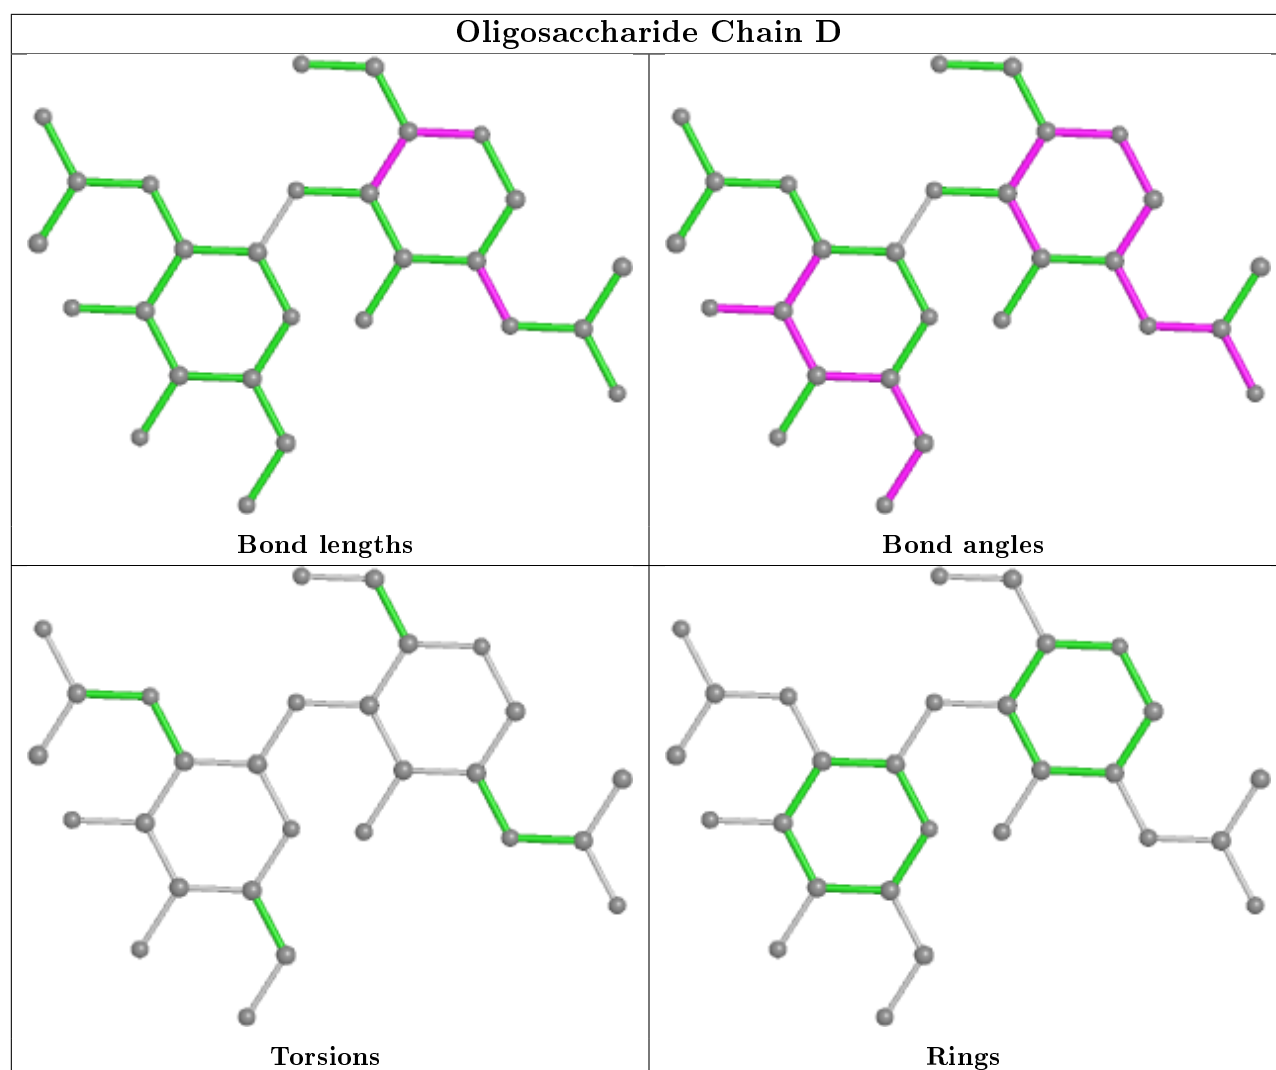 Oligosaccharide Chain D
Bond lengths
Bond angles
Torsions
Rings